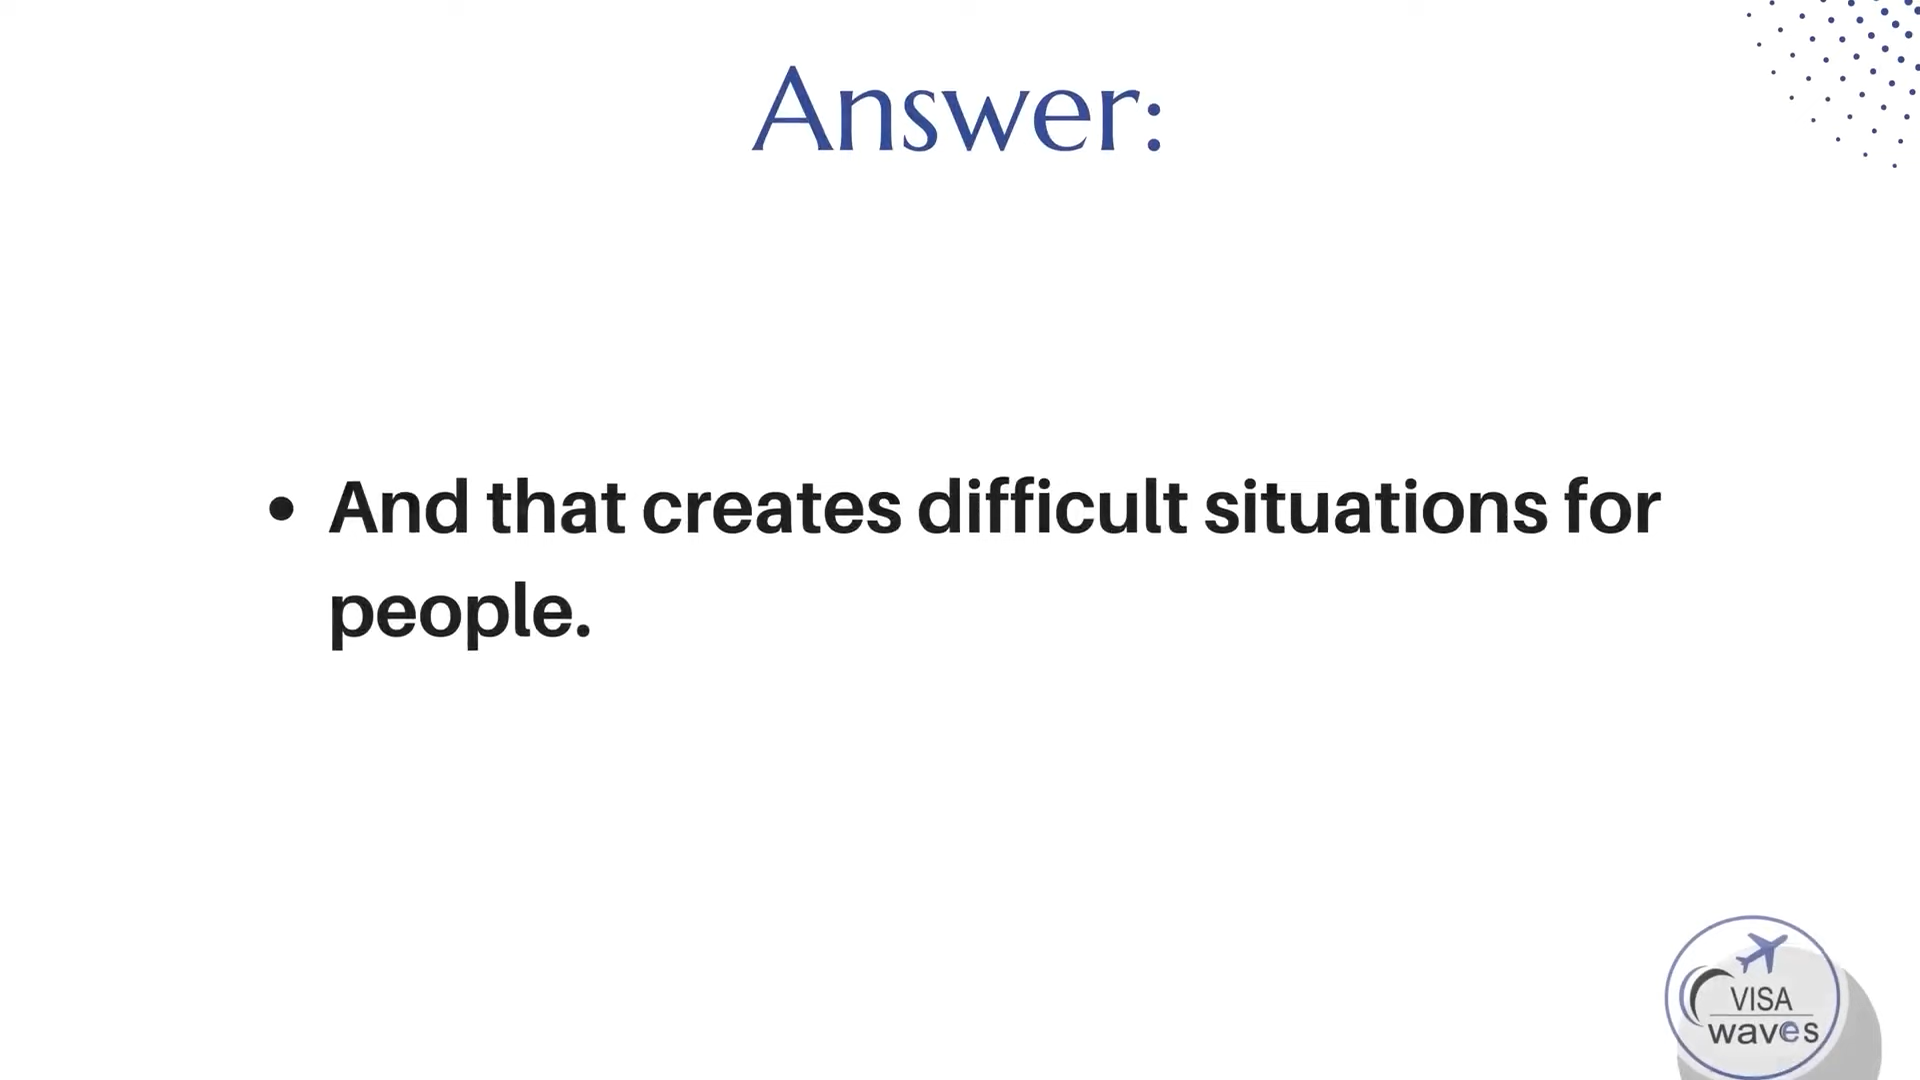 Answer:
• And that creates difficult situations for
people.
VISA
waves